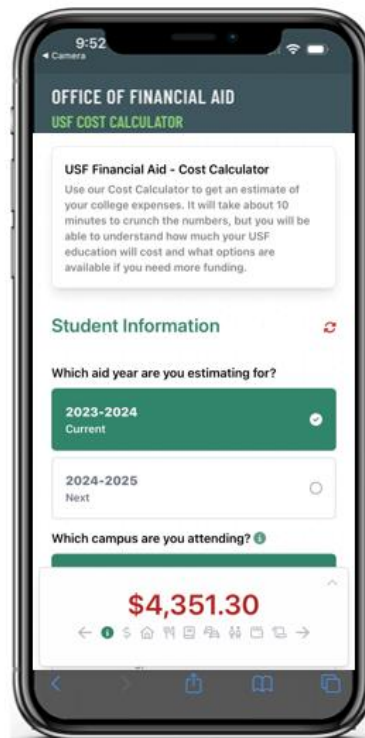 9:52
◀ Camera
OFFICE OF FINANCIAL AID
USF COST CALCULATOR
USF Financial Aid - Cost Calculator
Use our Cost Calculator to get an estimate of
your college expenses. It will take about 10
minutes to crunch the numbers, but you will be
able to understand how much your USF
education will cost and what options are
available if you need more funding.
Student Information
Which aid year are you estimating for?
2023-2024
Current
2024-2025
Next
Which campus are you attending?
$4,351.30